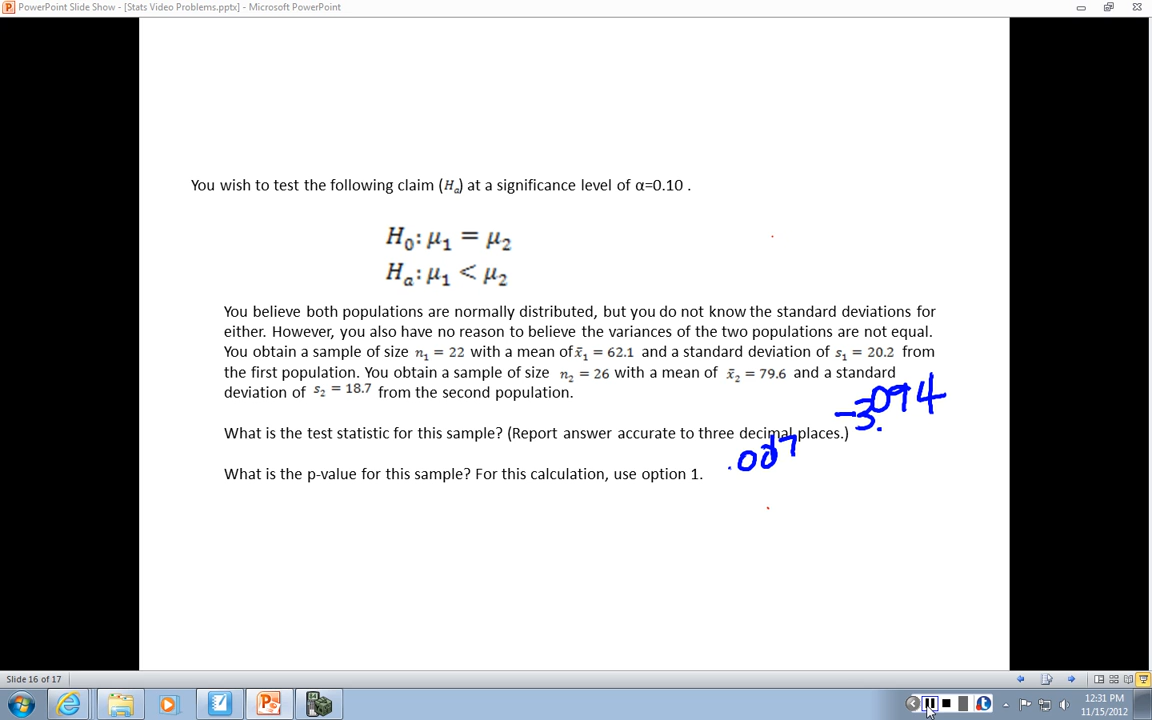 PowerPoint Slide Show - [Stats Video Problems.pptx] - Microsoft PowerPoint
You wish to test the following claim (Hₐ) at a significance level of α=0.10 .
H₀: μ₁ = μ₂
Hₐ: μ₁ < μ₂
You believe both populations are normally distributed, but you do not know the standard deviations for
either. However, you also have no reason to believe the variances of the two populations are not equal.
You obtain a sample of size n₁ = 22 with a mean of x̄₁ = 62.1 and a standard deviation of s₁ = 20.2 from
the first population. You obtain a sample of size n₂ = 26 with a mean of x̄₂ = 79.6 and a standard
deviation of s₂ = 18.7 from the second population.
-3.094
What is the test statistic for this sample? (Report answer accurate to three decimal places.)
.007
What is the p-value for this sample? For this calculation, use option 1.
Slide 16 of 17
12:31 PM
11/15/2012